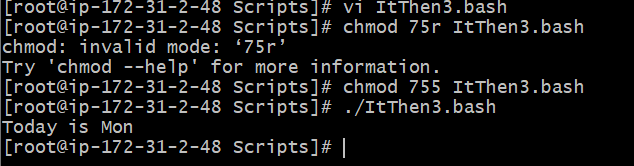 [root@ip-172-31-2-48 Scripts]# vi ItThen3.bash
[root@ip-172-31-2-48 Scripts]# chmod 75r ItThen3.bash
chmod: invalid mode: ‘75r’
Try 'chmod --help' for more information.
[root@ip-172-31-2-48 Scripts]# chmod 755 ItThen3.bash
[root@ip-172-31-2-48 Scripts]# ./ItThen3.bash
Today is Mon
[root@ip-172-31-2-48 Scripts]#